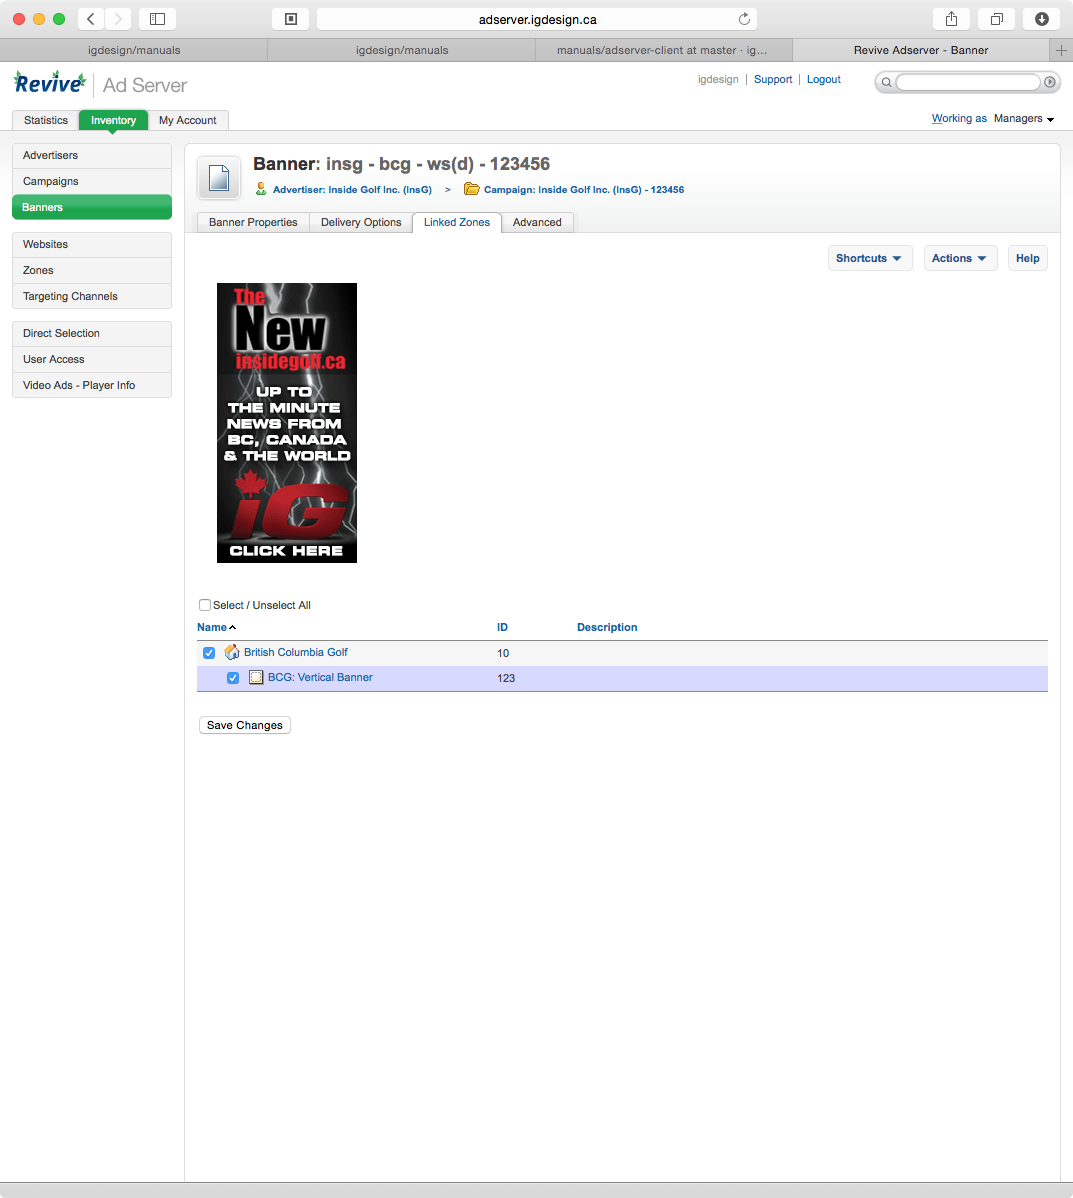 adserver.igdesign.ca
igdesign/manuals
igdesign/manuals
manuals/adserver-client at master · ig...
Revive Adserver - Banner
Revive Ad Server
igdesign | Support | Logout
Statistics
Inventory
My Account
Working as Managers
Advertisers
Campaigns
Banners
Websites
Zones
Targeting Channels
Direct Selection
User Access
Video Ads - Player Info
Banner: insg - bcg - ws(d) - 123456
Advertiser: Inside Golf Inc. (InsG) > Campaign: Inside Golf Inc. (InsG) - 123456
Banner Properties
Delivery Options
Linked Zones
Advanced
Shortcuts
Actions
Help
The
New
insidegolf.ca
UP TO
THE MINUTE
NEWS FROM
BC, CANADA
& THE WORLD
iG
CLICK HERE
Select / Unselect All
Name ID Description
British Columbia Golf 10
BCG: Vertical Banner 123
Save Changes